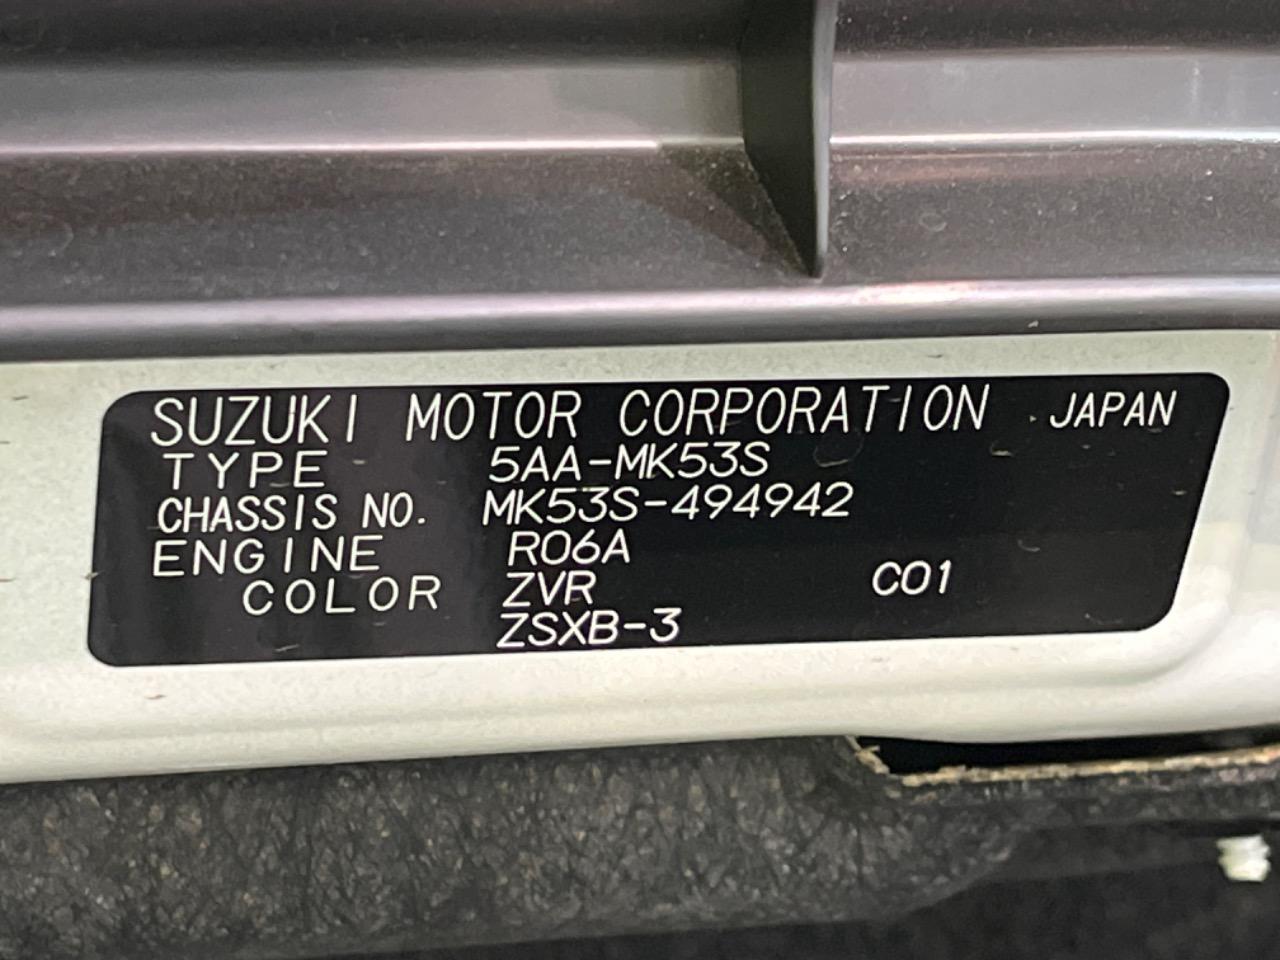 SUZUKI MOTOR CORPORATION JAPAN
TYPE 5AA-MK53S
CHASSIS NO. MK53S-494942
ENGINE R06A
COLOR ZVR C01
ZSXB-3